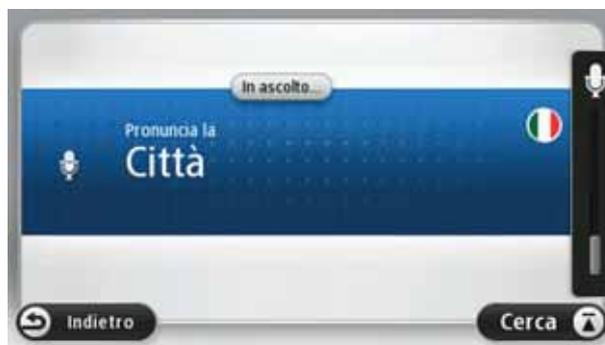 In ascolto...
Pronuncia la
Città
Indietro
Cerca